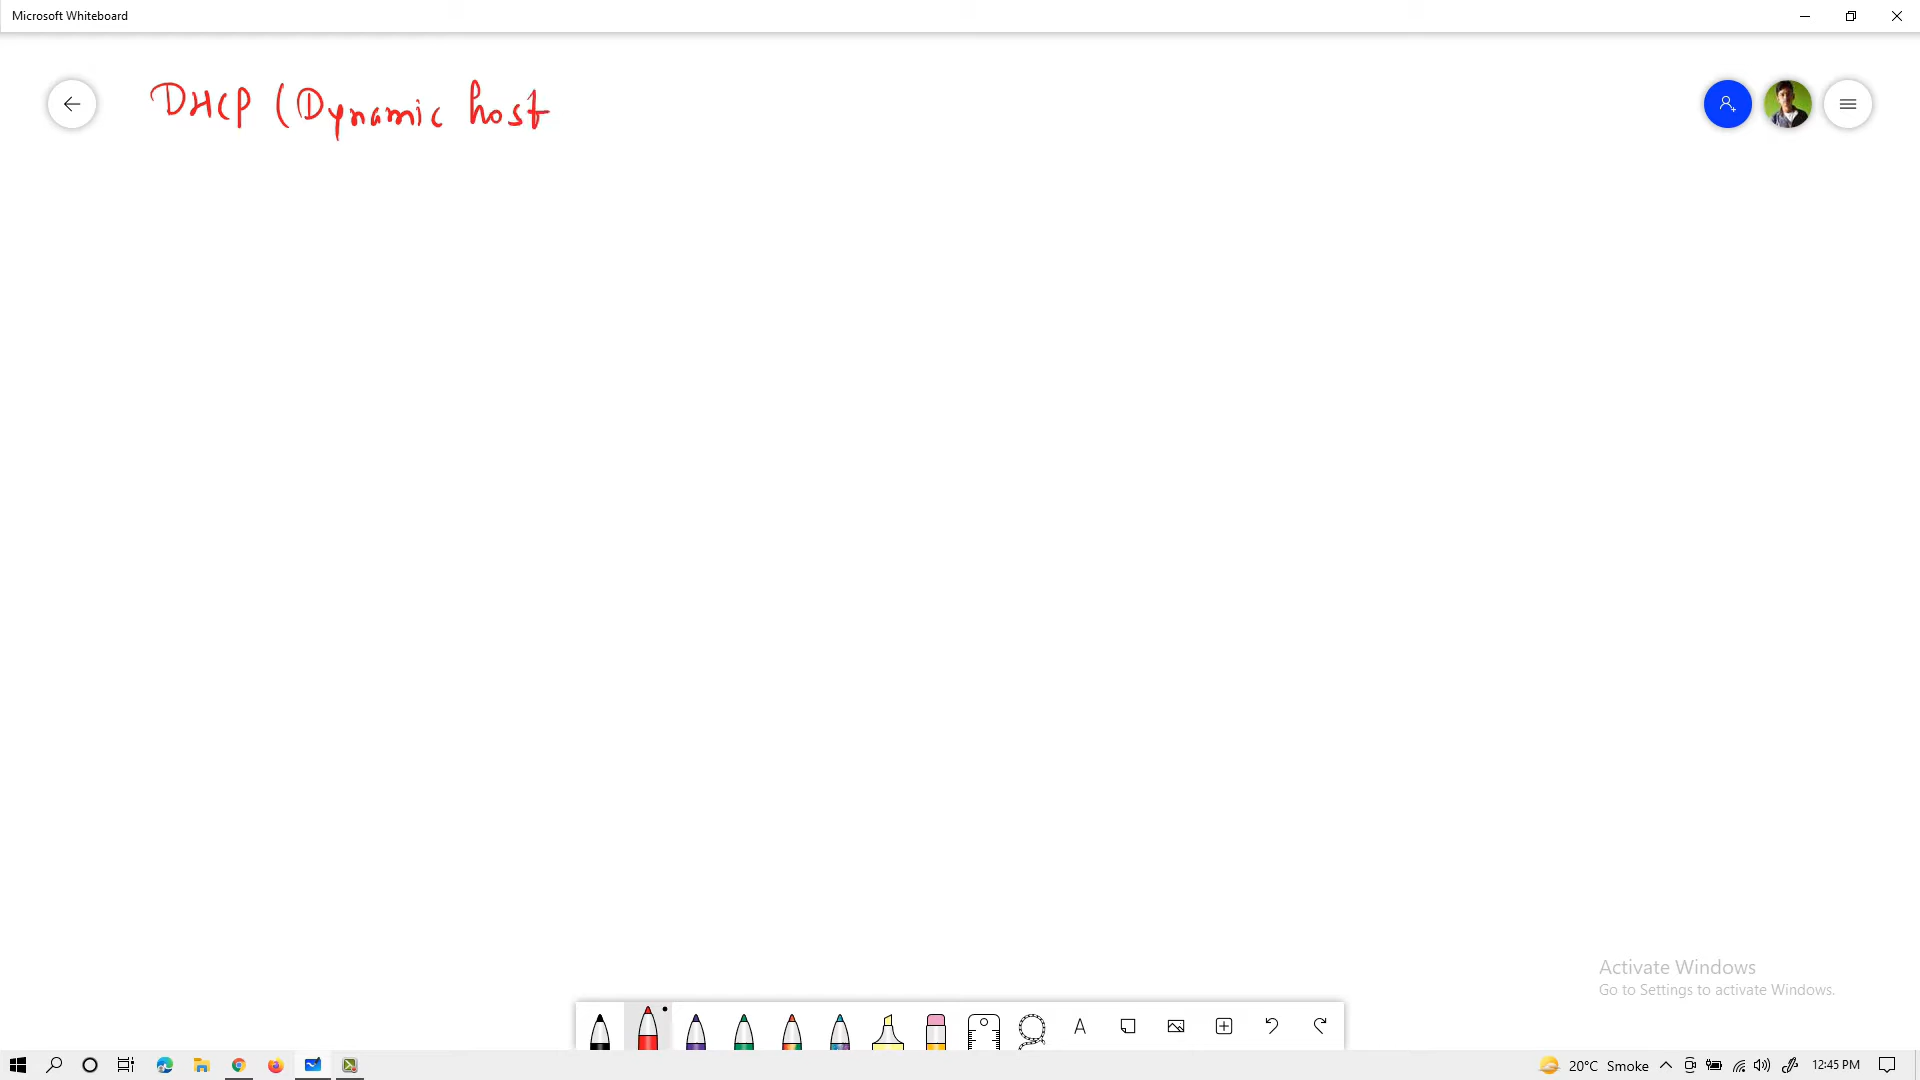 Microsoft Whiteboard
DHCP (Dynamic host
Activate Windows
Go to Settings to activate Windows.
A
20°C Smoke
12:45 PM